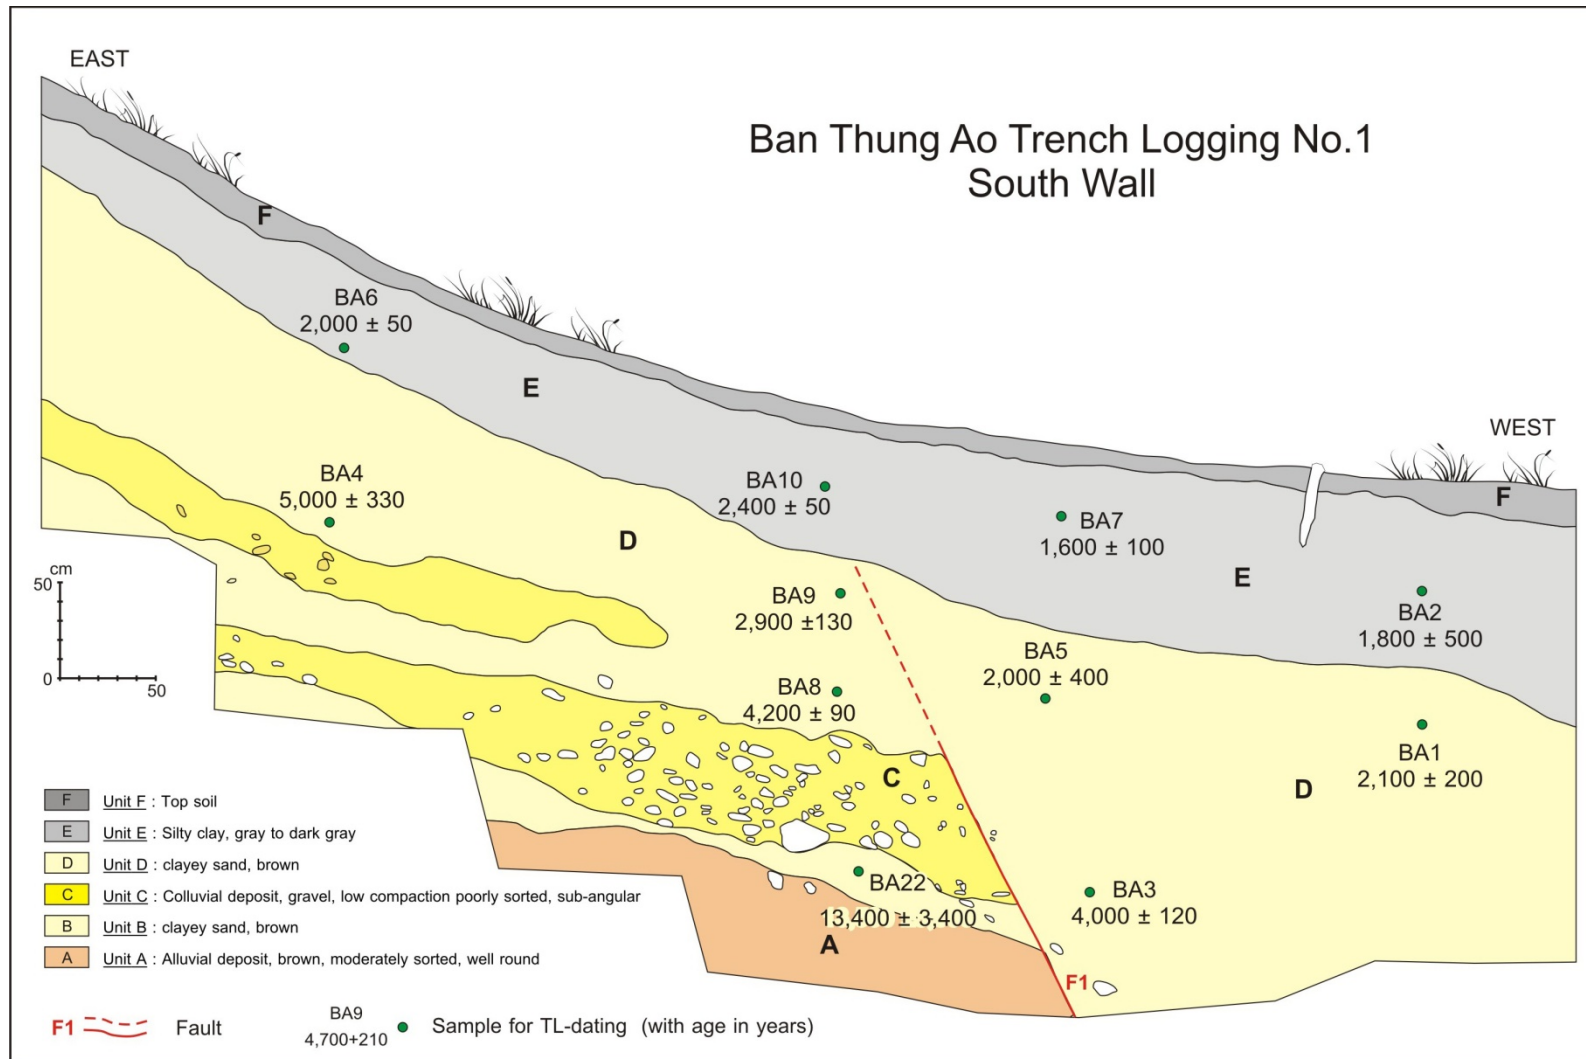 EAST
Ban Thung Ao Trench Logging No.1
South Wall
F
BA6
2,000 ± 50
E
WEST
BA4
5,000 ± 330
BA10
2,400 ± 50
F
D
BA7
1,600 ± 100
E
cm
50
0
50
BA9
2,900 ±130
BA2
1,800 ± 500
BA5
2,000 ± 400
BA8
4,200 ± 90
BA1
2,100 ± 200
C
D
BA22
13,400 ± 3,400
BA3
4,000 ± 120
A
F1
F Unit F : Top soil
E Unit E : Silty clay, gray to dark gray
D Unit D : clayey sand, brown
C Unit C : Colluvial deposit, gravel, low compaction poorly sorted, sub-angular
B Unit B : clayey sand, brown
A Unit A : Alluvial deposit, brown, moderately sorted, well round
F1 Fault
BA9
4,700+210
Sample for TL-dating (with age in years)